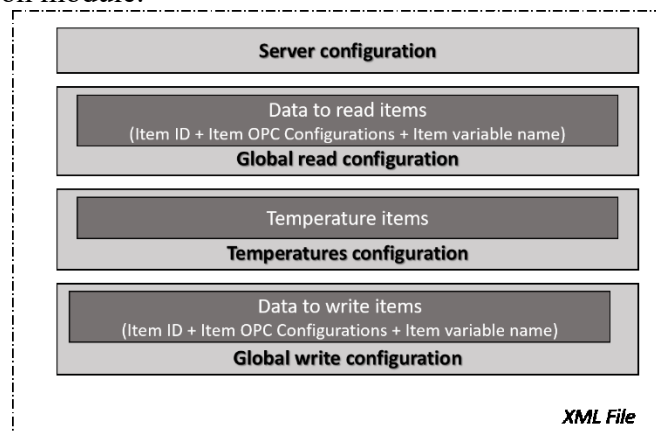 on module.
Server configuration
Data to read items
(Item ID + Item OPC Configurations + Item variable name)
Global read configuration
Temperature items
Temperatures configuration
Data to write items
(Item ID + Item OPC Configurations + Item variable name)
Global write configuration
XML File